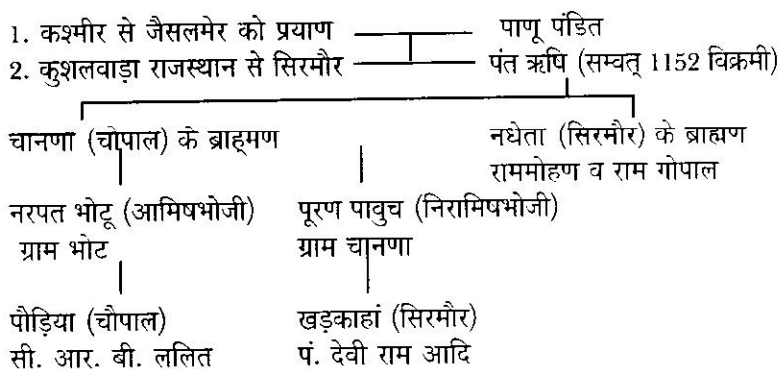 1. कश्मीर से जैसलमेर को प्रयाण पाणू पंडित
2. कुशलवाड़ा राजस्थान से सिरमौर पंत ऋषि (सम्वत् 1152 विक्रमी)
चानणा (चौपाल) के ब्राह्मण नधेता (सिरमौर) के ब्राह्मण
राममोहण व राम गोपाल
नरपत भोटू (आमिषभोजी) पूरण पावुच (निरामिषभोजी)
ग्राम भोट ग्राम चानणा
पौड़िया (चौपाल) खड़काहां (सिरमौर)
सी. आर. बी. ललित पं. देवी राम आदि